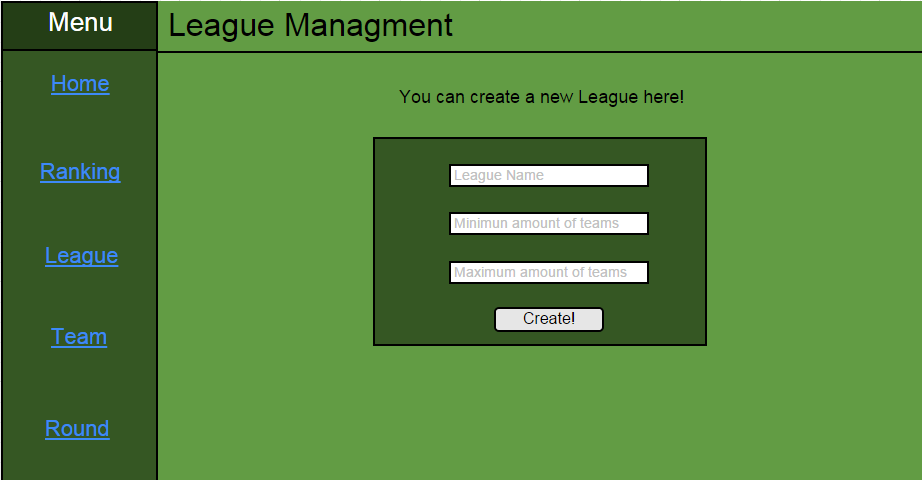 Menu
League Managment
Home
Ranking
League
Team
Round
You can create a new League here!
League Name
Minimun amount of teams
Maximum amount of teams
Create!